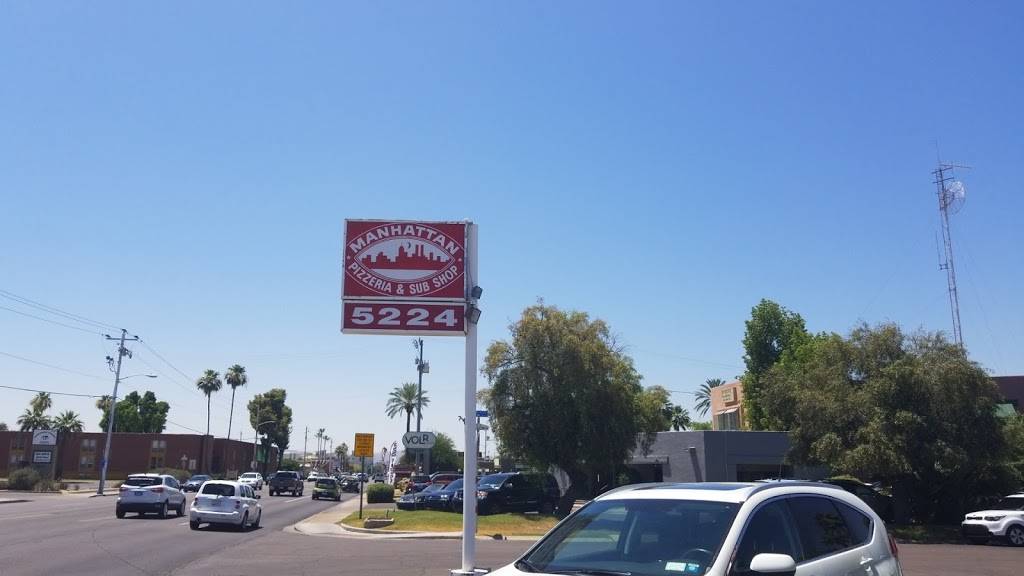 MANHATTAN
PIZZERIA & SUB SHOP
5224
VOLR